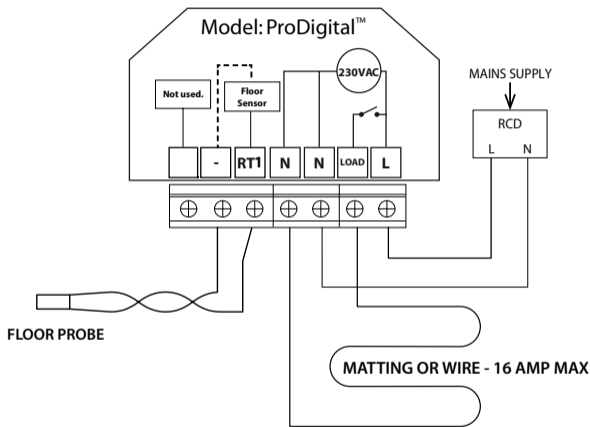 Model: ProDigital™
230VAC
MAINS SUPPLY
Not used.
Floor
Sensor
RCD
L N
- RT1 N N LOAD L
FLOOR PROBE
MATTING OR WIRE - 16 AMP MAX